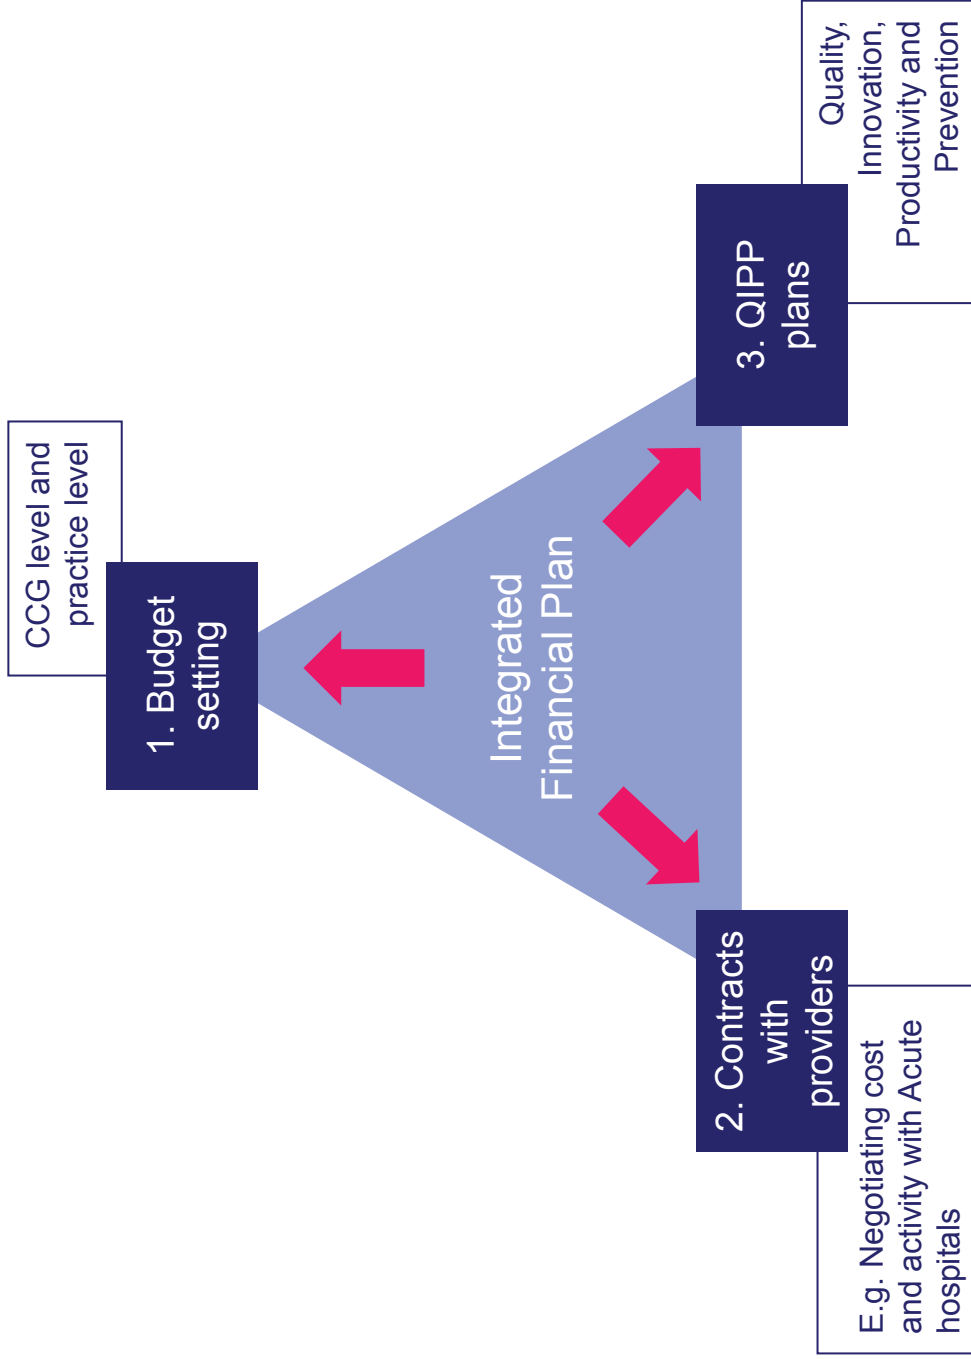 CCG level and
practice level
1. Budget
setting
Integrated
Financial Plan
2. Contracts
with
providers
E.g. Negotiating cost
and activity with Acute
hospitals
3. QIPP
plans
Quality,
Innovation,
Productivity and
Prevention